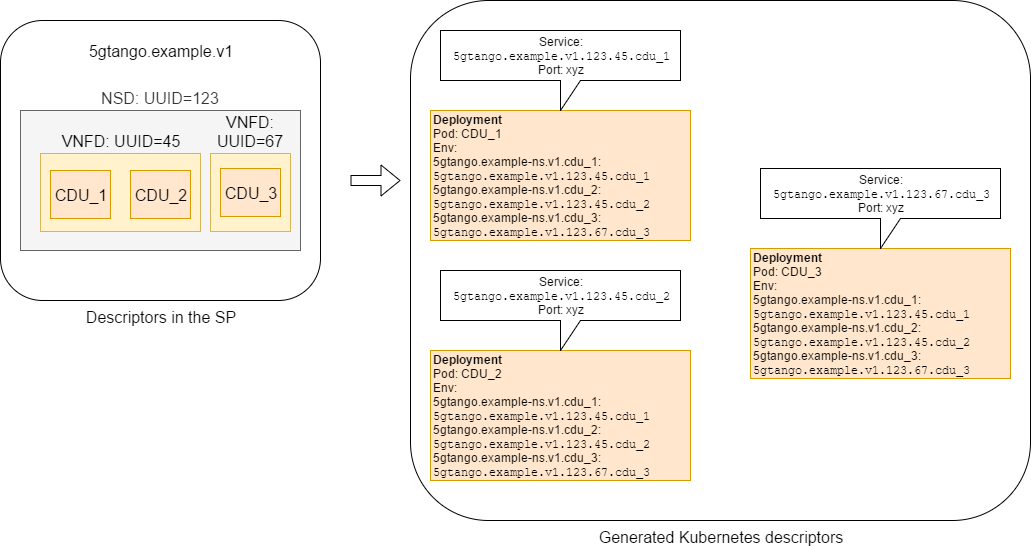 5gtango.example.v1
NSD: UUID=123
VNFD: UUID=45
VNFD:
UUID=67
CDU_1
CDU_2
CDU_3
Descriptors in the SP
Service:
5gtango.example.v1.123.45.cdu_1
Port: xyz
Deployment
Pod: CDU_1
Env:
5gtango.example-ns.v1.cdu_1:
5gtango.example.v1.123.45.cdu_1
5gtango.example-ns.v1.cdu_2:
5gtango.example.v1.123.45.cdu_2
5gtango.example-ns.v1.cdu_3:
5gtango.example.v1.123.67.cdu_3
Service:
5gtango.example.v1.123.45.cdu_2
Port: xyz
Deployment
Pod: CDU_2
Env:
5gtango.example-ns.v1.cdu_1:
5gtango.example.v1.123.45.cdu_1
5gtango.example-ns.v1.cdu_2:
5gtango.example.v1.123.45.cdu_2
5gtango.example-ns.v1.cdu_3:
5gtango.example.v1.123.67.cdu_3
Service:
5gtango.example.v1.123.67.cdu_3
Port: xyz
Deployment
Pod: CDU_3
Env:
5gtango.example-ns.v1.cdu_1:
5gtango.example.v1.123.45.cdu_1
5gtango.example-ns.v1.cdu_2:
5gtango.example.v1.123.45.cdu_2
5gtango.example-ns.v1.cdu_3:
5gtango.example.v1.123.67.cdu_3
Generated Kubernetes descriptors